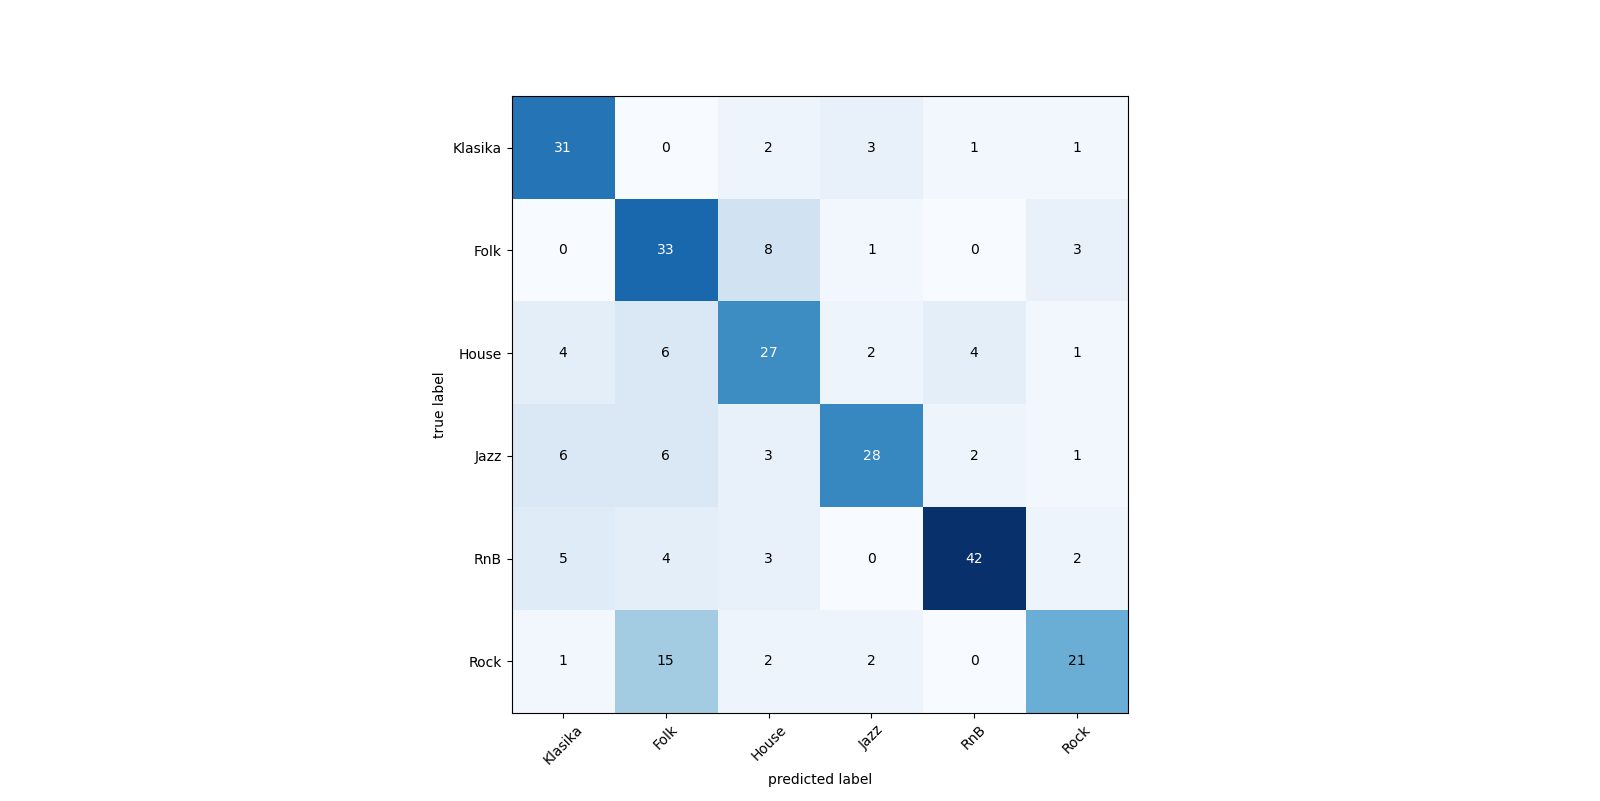 Klasika 31 0 2 3 1 1
Folk 0 33 8 1 0 3
House 4 6 27 2 4 1
Jazz 6 6 3 28 2 1
RnB 5 4 3 0 42 2
Rock 1 15 2 2 0 21
true label
Klasika Folk House Jazz RnB Rock
predicted label